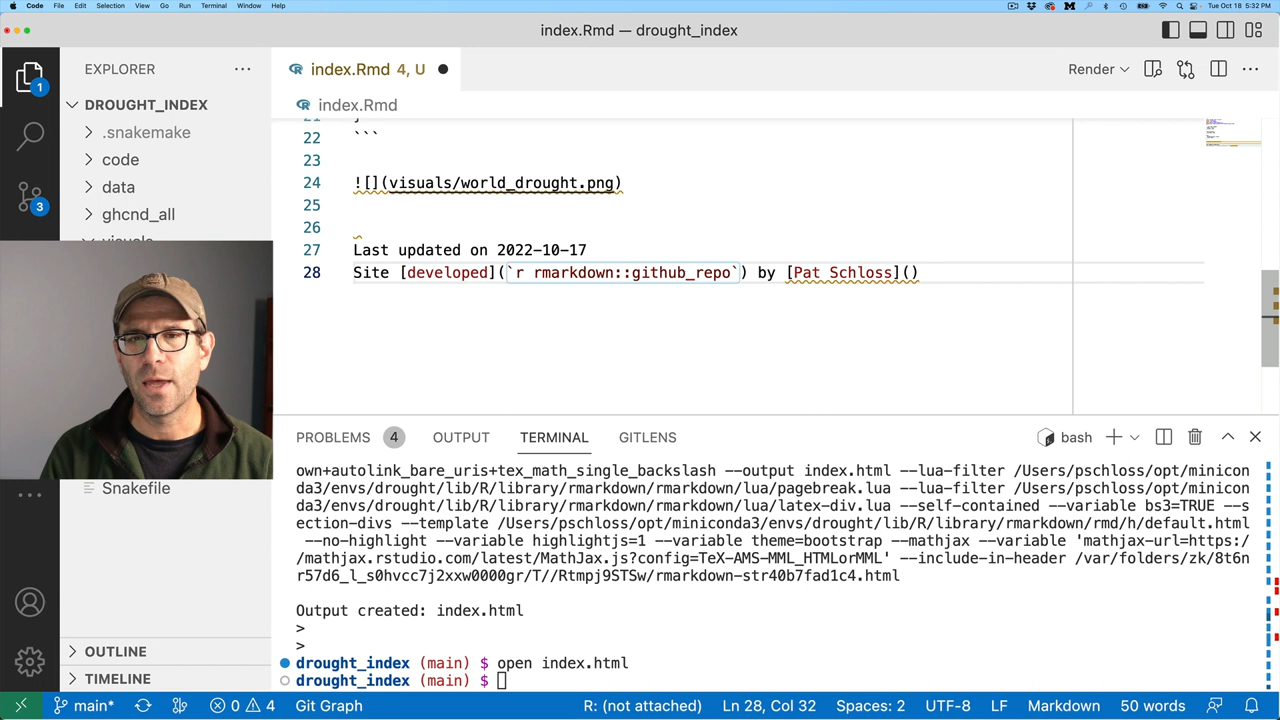 Code File Edit Selection View Go Run Terminal Window Help Tue Oct 18 5:32 PM
index.Rmd — drought_index
EXPLORER
index.Rmd 4, U
Render
DROUGHT_INDEX
index.Rmd
.snakemake
code
data
ghcnd_all
22 ```
23
24 ![](visuals/world_drought.png)
25
26
27 Last updated on 2022-10-17
28 Site [developed](`r rmarkdown::github_repo`) by [Pat Schloss]()
1
3
Snakefile
OUTLINE
TIMELINE
PROBLEMS 4 OUTPUT TERMINAL GITLENS bash
own+autolink_bare_uris+tex_math_single_backslash --output index.html --lua-filter /Users/pschloss/opt/minicon
da3/envs/drought/lib/R/library/rmarkdown/rmarkdown/lua/pagebreak.lua --lua-filter /Users/pschloss/opt/minicon
da3/envs/drought/lib/R/library/rmarkdown/rmarkdown/lua/latex-div.lua --self-contained --variable bs3=TRUE --s
ection-divs --template /Users/pschloss/opt/miniconda3/envs/drought/lib/R/library/rmarkdown/rmd/h/default.html
--no-highlight --variable highlightjs=1 --variable theme=bootstrap --mathjax --variable 'mathjax-url=https:/
/mathjax.rstudio.com/latest/MathJax.js?config=TeX-AMS-MML_HTMLorMML' --include-in-header /var/folders/zk/8t6n
r57d6_l_s0hvcc7j2xxw0000gr/T//Rtmpj9STSw/rmarkdown-str40b7fad1c4.html
Output created: index.html
>
>
drought_index (main) $ open index.html
drought_index (main) $
main* 0 4 Git Graph R: (not attached) Ln 28, Col 32 Spaces: 2 UTF-8 LF Markdown 50 words